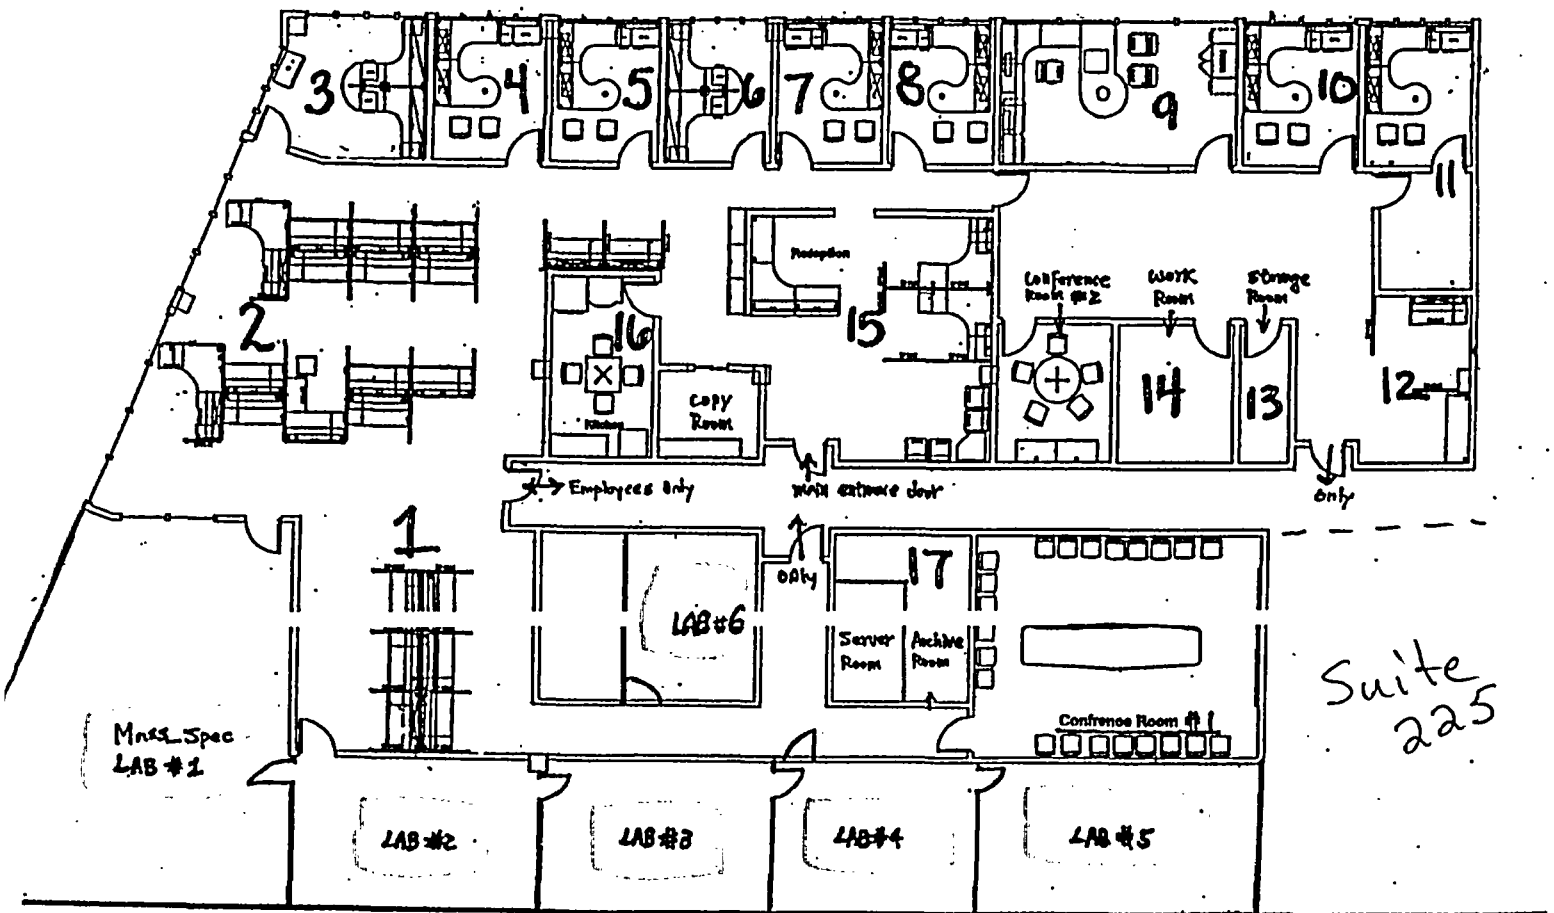 3
4
5
6
7
8
9
10
11
2
Reception
Conference
Room #2
Work
Room
Storage
Room
16
15
Kitchen
Copy
Room
14
13
12
Employees Only
MAIN entrance door
Only
1
Only
17
LAB #6
Server
Room
Archive
Room
Suite
225
Confrence Room # 1
Mass_Spec
LAB #1
LAB #2
LAB #3
LAB #4
LAB #5